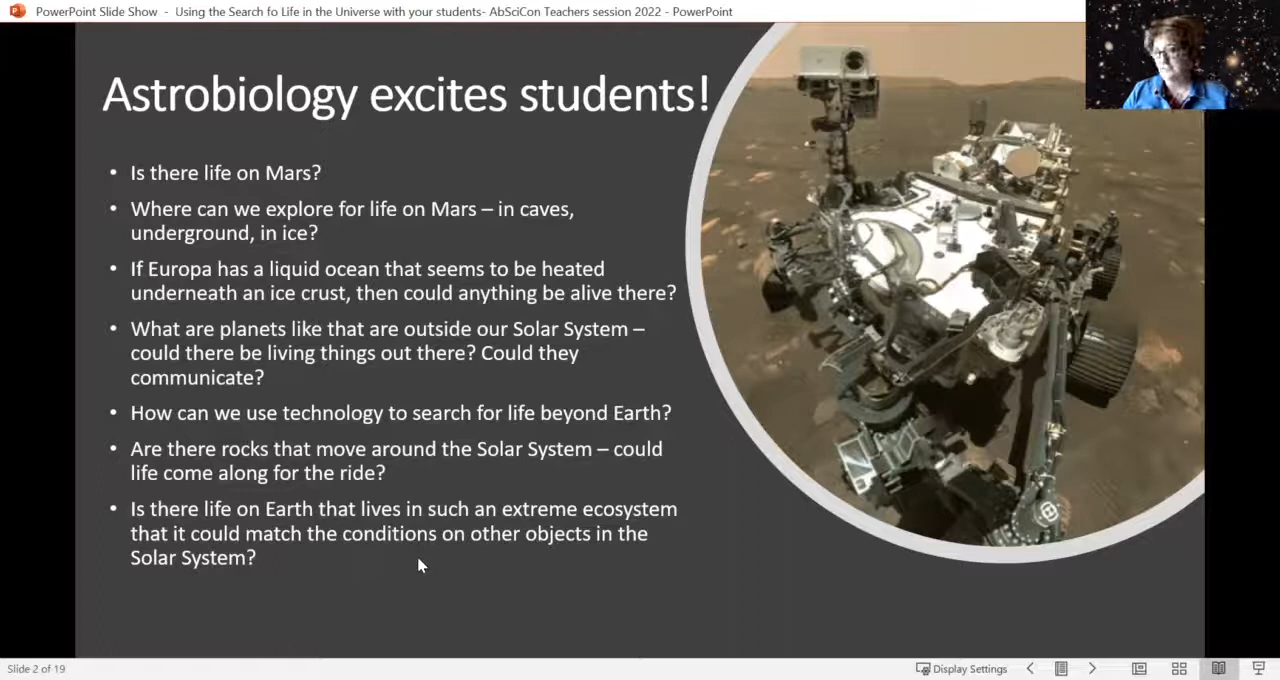 PowerPoint Slide Show - Using the Search fo Life in the Universe with your students- AbSciCon Teachers session 2022 - PowerPoint
Astrobiology excites students!
• Is there life on Mars?
• Where can we explore for life on Mars – in caves,
underground, in ice?
• If Europa has a liquid ocean that seems to be heated
underneath an ice crust, then could anything be alive there?
• What are planets like that are outside our Solar System –
could there be living things out there? Could they
communicate?
• How can we use technology to search for life beyond Earth?
• Are there rocks that move around the Solar System – could
life come along for the ride?
• Is there life on Earth that lives in such an extreme ecosystem
that it could match the conditions on other objects in the
Solar System?
Slide 2 of 19
Display Settings